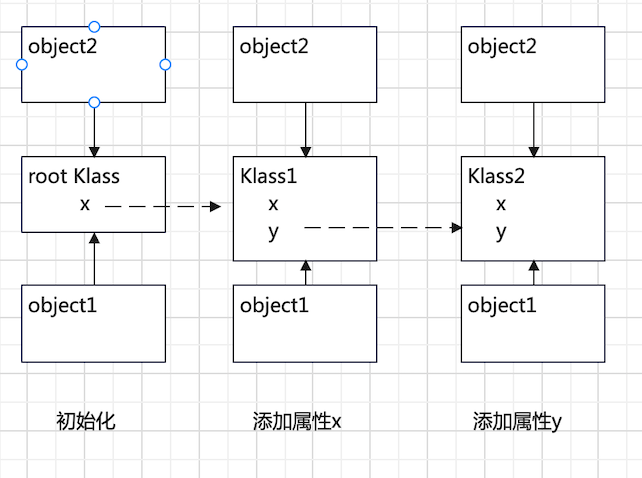 object2
object2
object2
root Klass
x
Klass1
x
y
Klass2
x
y
object1
object1
object1
初始化
添加属性x
添加属性y